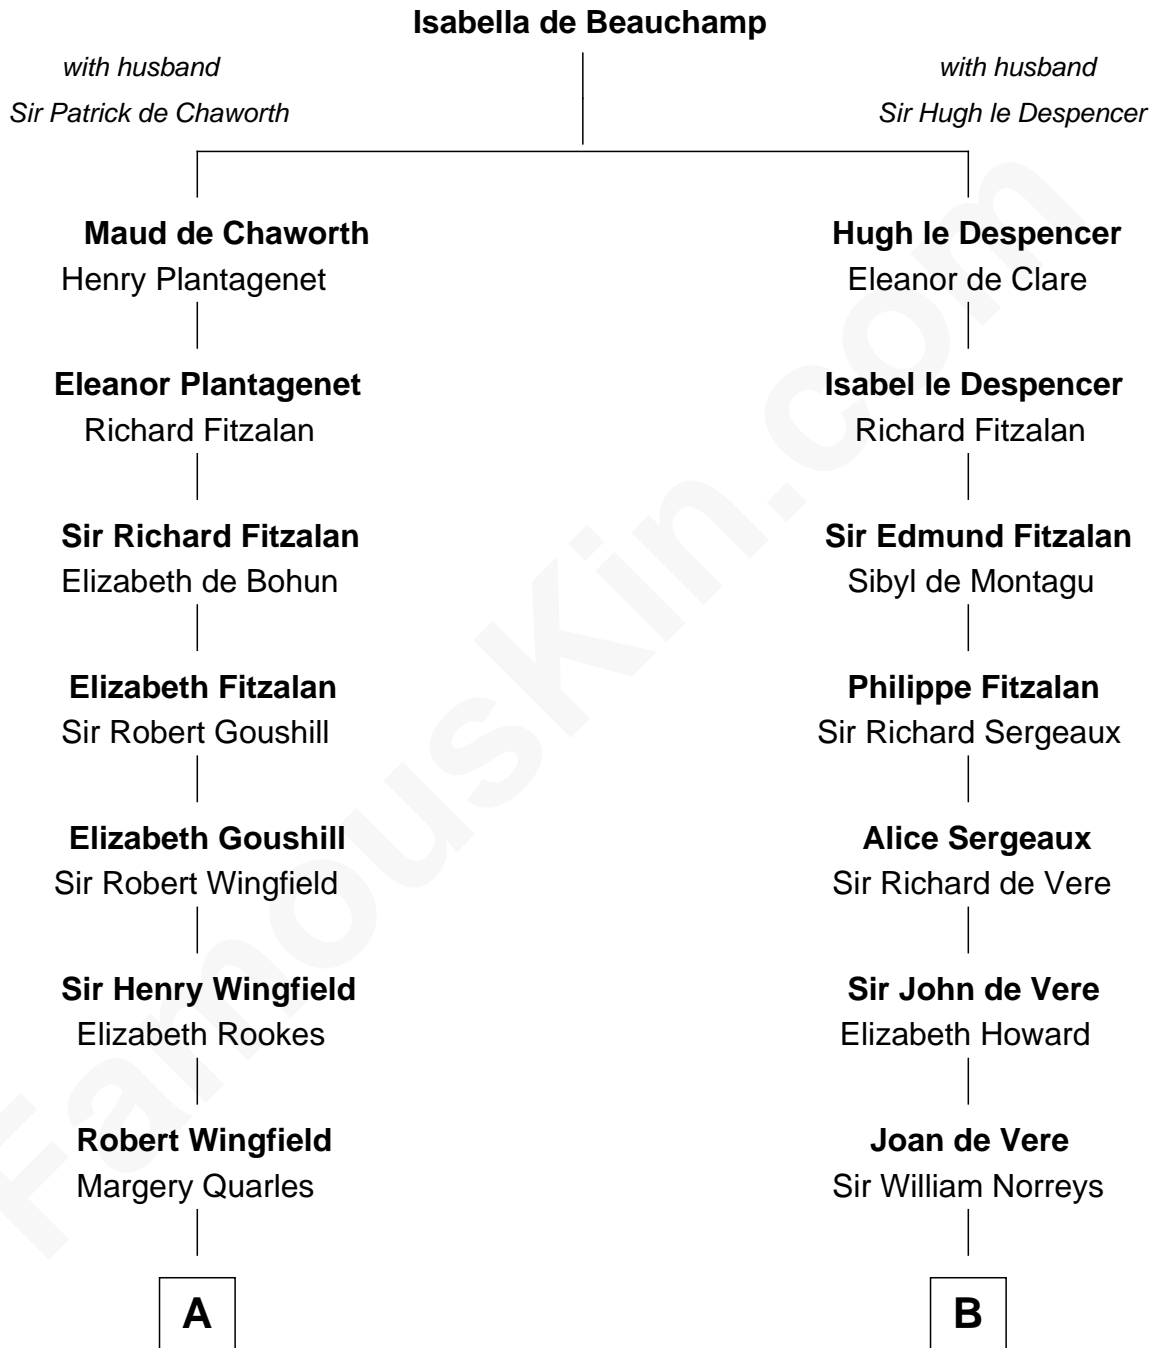 Isabella de Beauchamp
with husband
Sir Patrick de Chaworth
with husband
Sir Hugh le Despencer
Maud de Chaworth
Henry Plantagenet
Hugh le Despencer
Eleanor de Clare
Eleanor Plantagenet
Richard Fitzalan
Isabel le Despencer
Richard Fitzalan
Sir Richard Fitzalan
Elizabeth de Bohun
Sir Edmund Fitzalan
Sibyl de Montagu
Elizabeth Fitzalan
Sir Robert Goushill
Philippe Fitzalan
Sir Richard Sergeaux
Elizabeth Goushill
Sir Robert Wingfield
Alice Sergeaux
Sir Richard de Vere
Sir Henry Wingfield
Elizabeth Rookes
Sir John de Vere
Elizabeth Howard
Robert Wingfield
Margery Quarles
Joan de Vere
Sir William Norreys
A
B
FamousKin.com